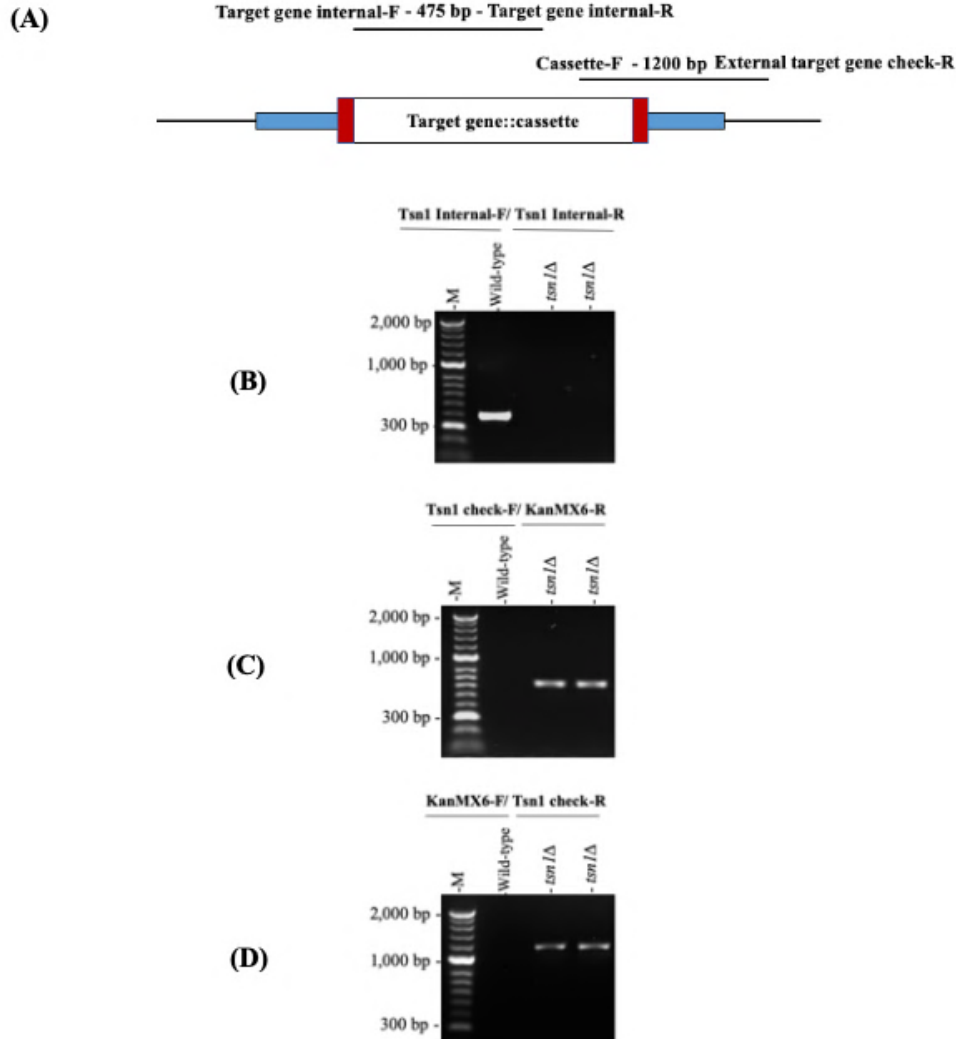 (A)
Target gene internal-F - 475 bp - Target gene internal-R
Cassette-F - 1200 bp External target gene check-R
Target gene::cassette
(B)
Tsn1 Internal-F/ Tsn1 Internal-R
-M
-Wild-type
- tsn1Δ
- tsn1Δ
2,000 bp
1,000 bp -
300 bp -
(C)
Tsn1 check-F/ KanMX6-R
-M
-Wild-type
- tsn1Δ
- tsn1Δ
2,000 bp -
1,000 bp -
300 bp -
(D)
KanMX6-F/ Tsn1 check-R
-M
-Wild-type
- tsn1Δ
- tsn1Δ
2,000 bp -
1,000 bp -
300 bp -